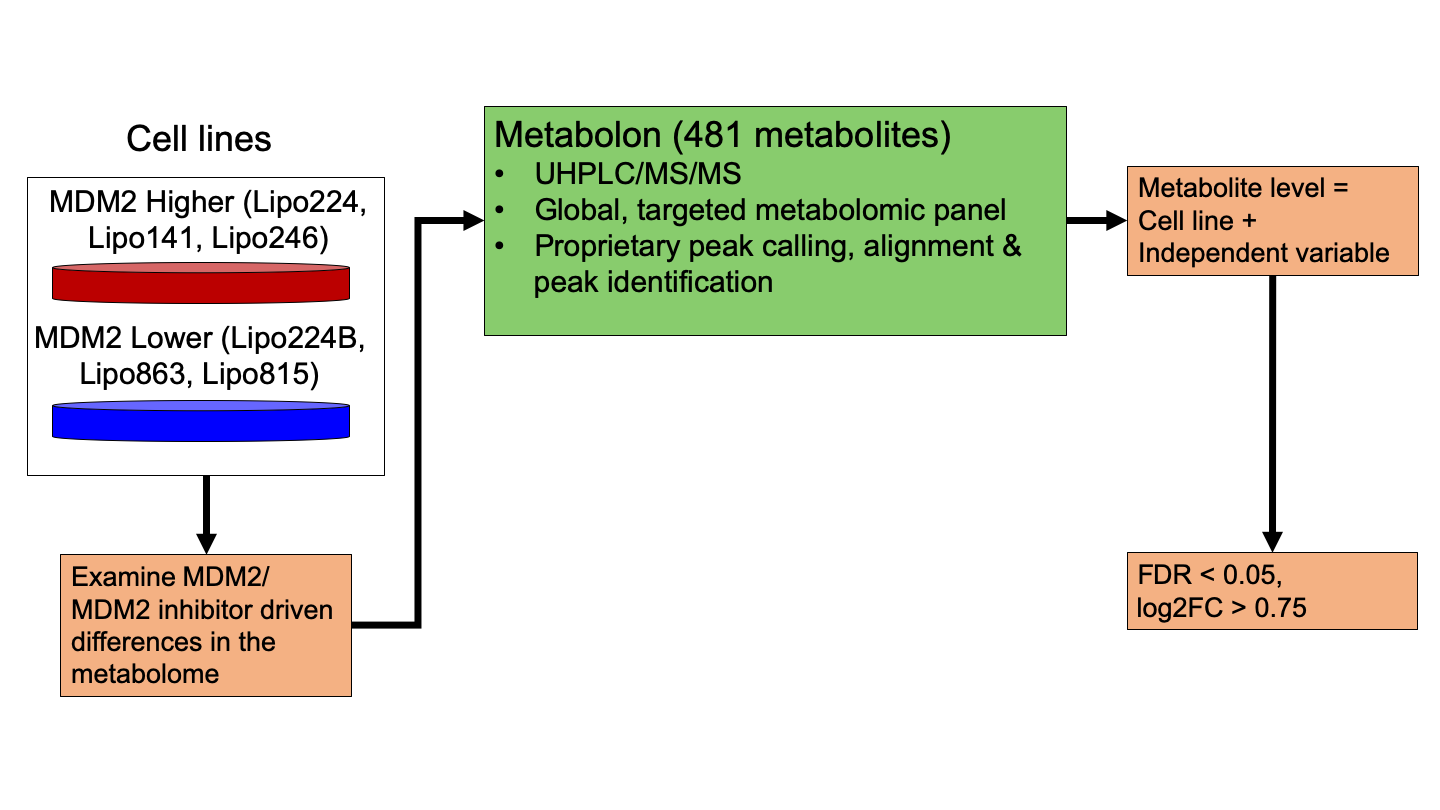 Cell lines
MDM2 Higher (Lipo224,
Lipo141, Lipo246)
MDM2 Lower (Lipo224B,
Lipo863, Lipo815)
Examine MDM2/
MDM2 inhibitor driven
differences in the
metabolome
Metabolon (481 metabolites)
• UHPLC/MS/MS
• Global, targeted metabolomic panel
• Proprietary peak calling, alignment &
peak identification
Metabolite level =
Cell line +
Independent variable
FDR < 0.05,
log2FC > 0.75